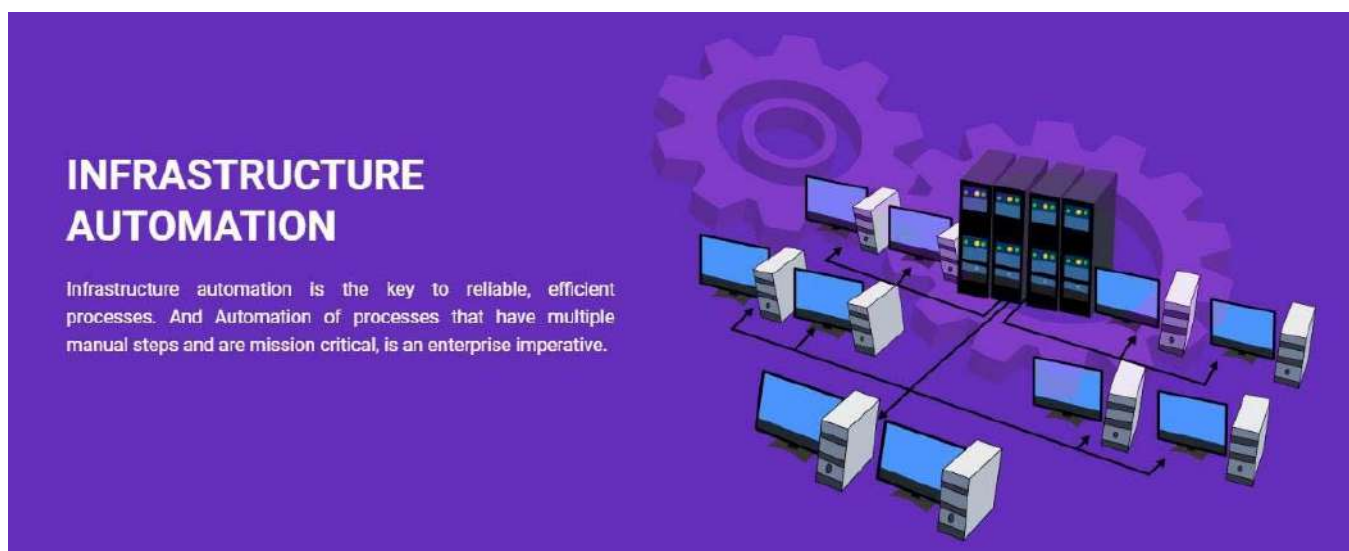 INFRASTRUCTURE
AUTOMATION
Infrastructure automation is the key to reliable, efficient
processes. And Automation of processes that have multiple
manual steps and are mission critical, is an enterprise imperative.